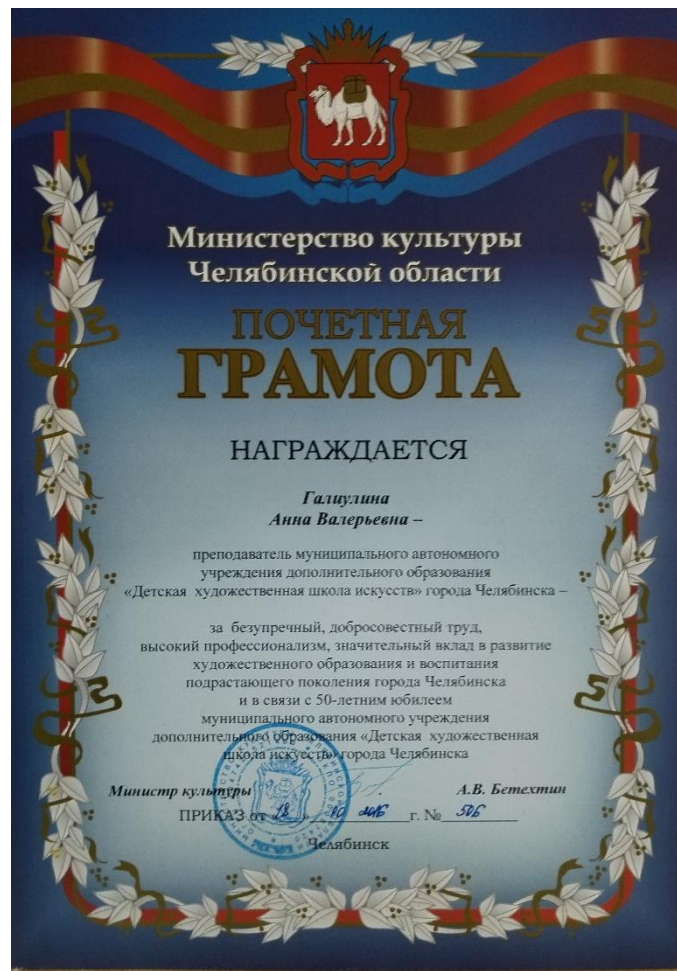 Министерство культуры
Челябинской области
ПОЧЕТНАЯ
ГРАМОТА
НАГРАЖДАЕТСЯ
Галиулина
Анна Валерьевна –
преподаватель муниципального автономного
учреждения дополнительного образования
«Детская художественная школа искусств» города Челябинска –
за безупречный, добросовестный труд,
высокий профессионализм, значительный вклад в развитие
художественного образования и воспитания
подрастающего поколения города Челябинска
и в связи с 50-летним юбилеем
муниципального автономного учреждения
дополнительного образования «Детская художественная
школа искусств» города Челябинска
Министр культуры А.В. Бетехтин
ПРИКАЗ от 18 » 10 2016 г. № 506
Челябинск